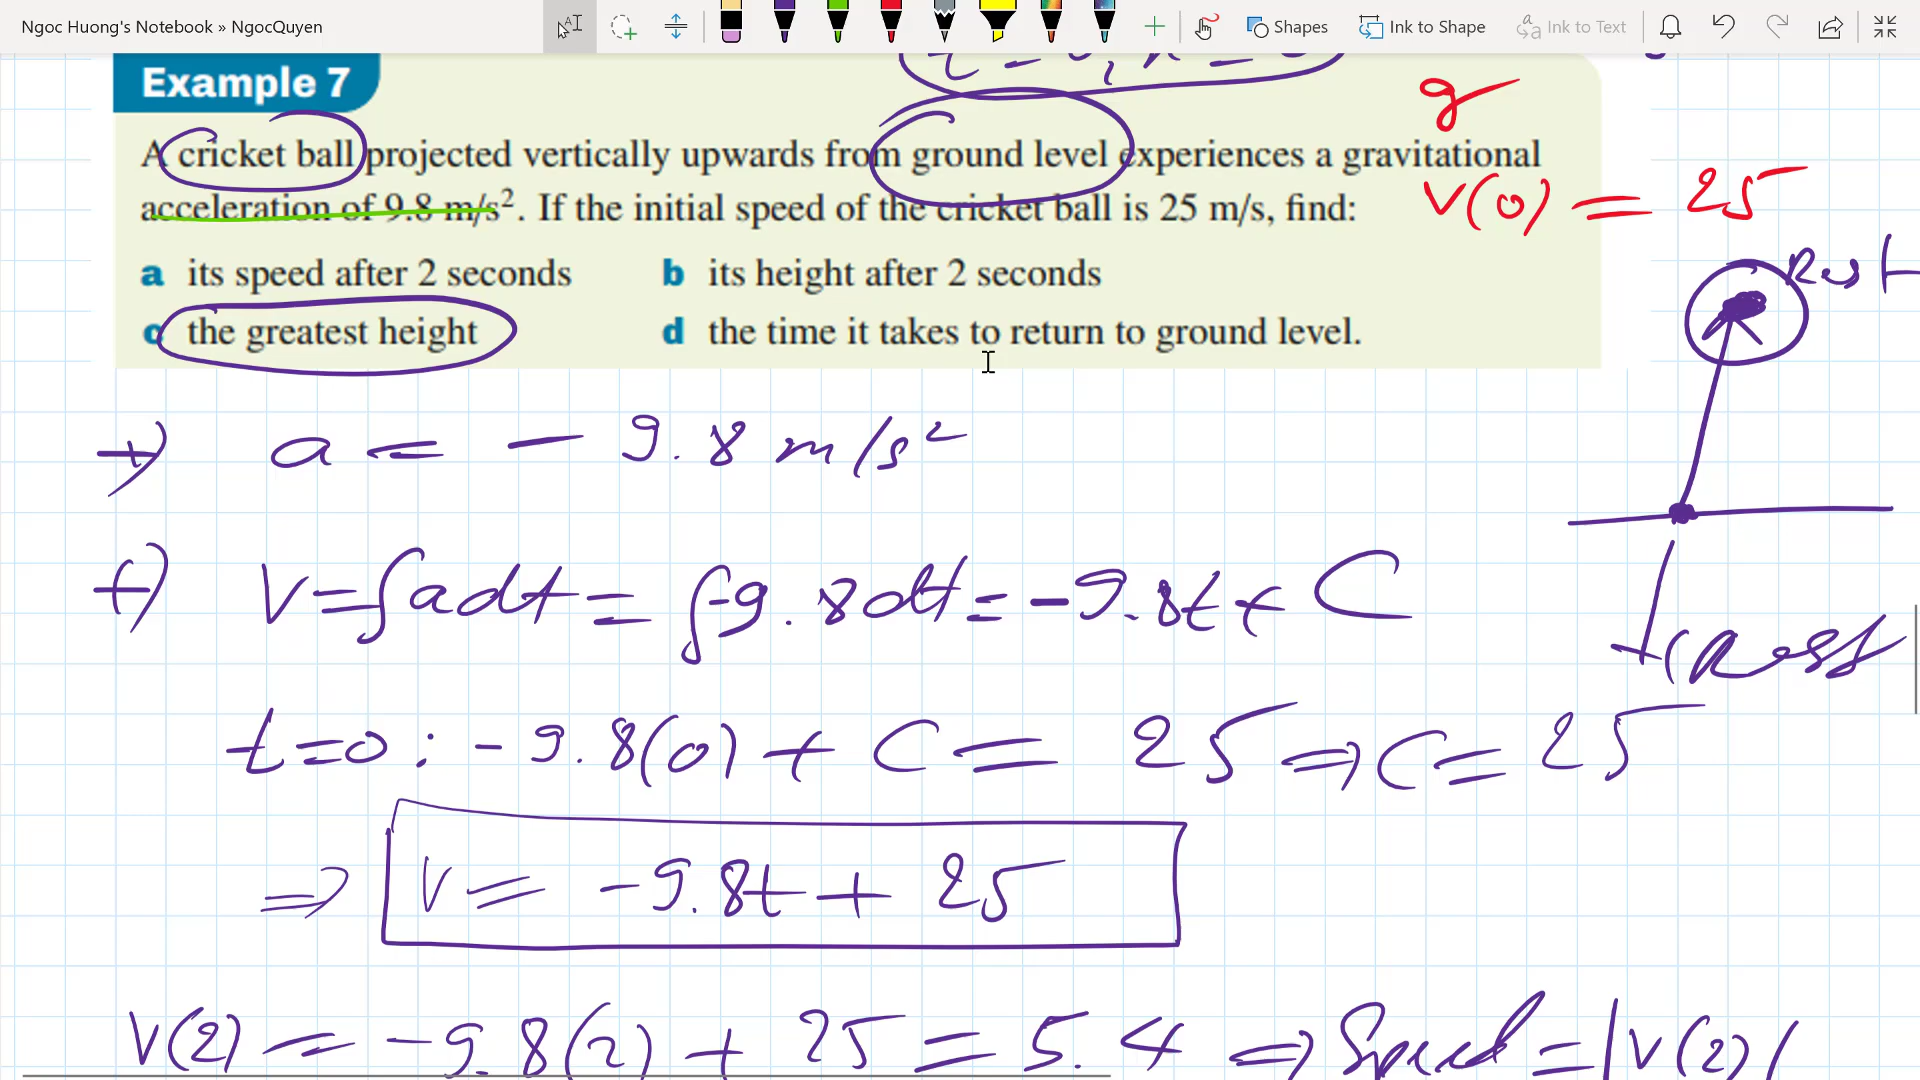 Ngoc Huong's Notebook » NgocQuyen
Shapes
Ink to Shape
Ink to Text
Example 7
g
A cricket ball projected vertically upwards from ground level experiences a gravitational
acceleration of 9.8 m/s². If the initial speed of the cricket ball is 25 m/s, find:
v(0) = 25
a its speed after 2 seconds
b its height after 2 seconds
Rest
c the greatest height
d the time it takes to return to ground level.
+) a = - 9.8 m/s²
+) V = ∫adt = ∫-9.8dt = -9.8t + C
t=0 : - 9.8(0) + C = 25 ⇒ C = 25
⇒ V = -9.8t + 25
V(2) = -9.8(2) + 25 = 5.4 ⇒ Speed = |V(2)|